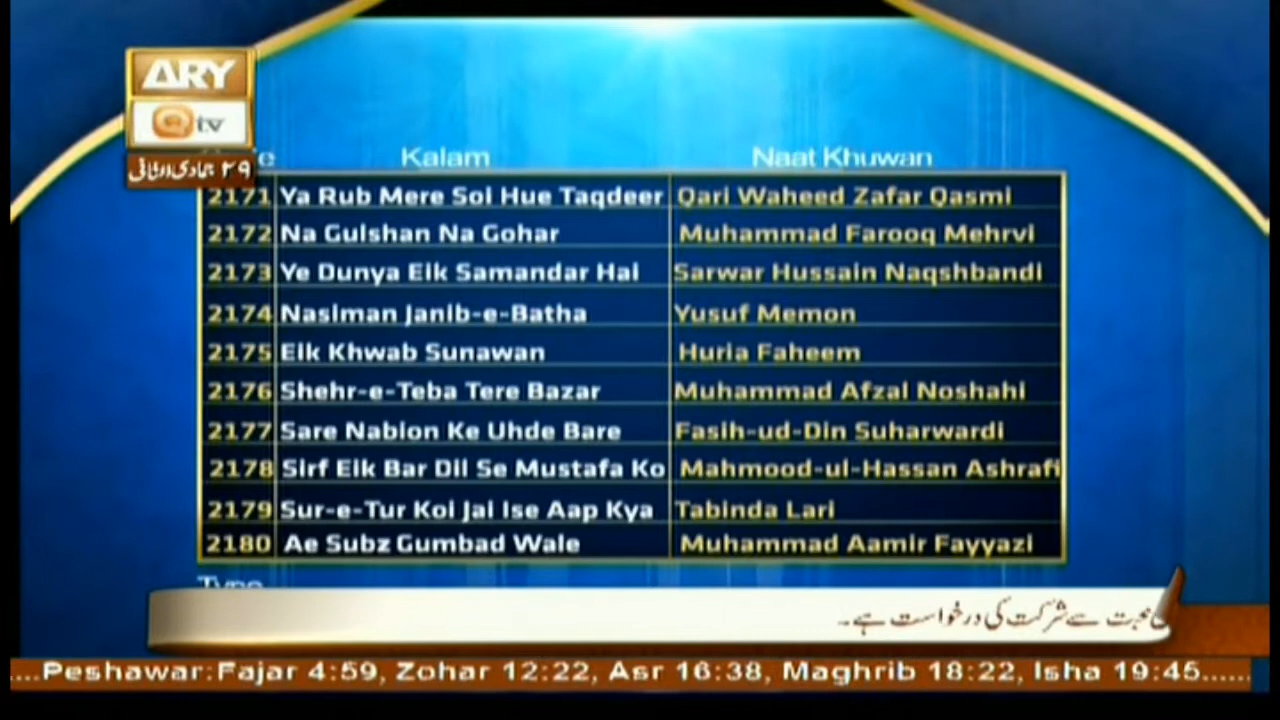 ARY
Qtv
۲۹ جمادی الثانی
Kalam Naat Khuwan
2171 Ya Rub Mere Soi Hue Taqdeer Qari Waheed Zafar Qasmi
2172 Na Gulshan Na Gohar Muhammad Farooq Mehrvi
2173 Ye Dunya Eik Samandar Hai Sarwar Hussain Naqshbandi
2174 Nasiman Janib-e-Batha Yusuf Memon
2175 Eik Khwab Sunawan Huria Faheem
2176 Shehr-e-Teba Tere Bazar Muhammad Afzal Noshahi
2177 Sare Nabion Ke Uhde Bare Fasih-ud-Din Suharwardi
2178 Sirf Eik Bar Dil Se Mustafa Ko Mahmood-ul-Hassan Ashrafi
2179 Sur-e-Tur Koi Jai Ise Aap Kya Tabinda Lari
2180 Ae Subz Gumbad Wale Muhammad Aamir Fayyazi
Type
محبت سے شرکت کی درخواست ہے۔
....Peshawar:Fajar 4:59, Zohar 12:22, Asr 16:38, Maghrib 18:22, Isha 19:45......